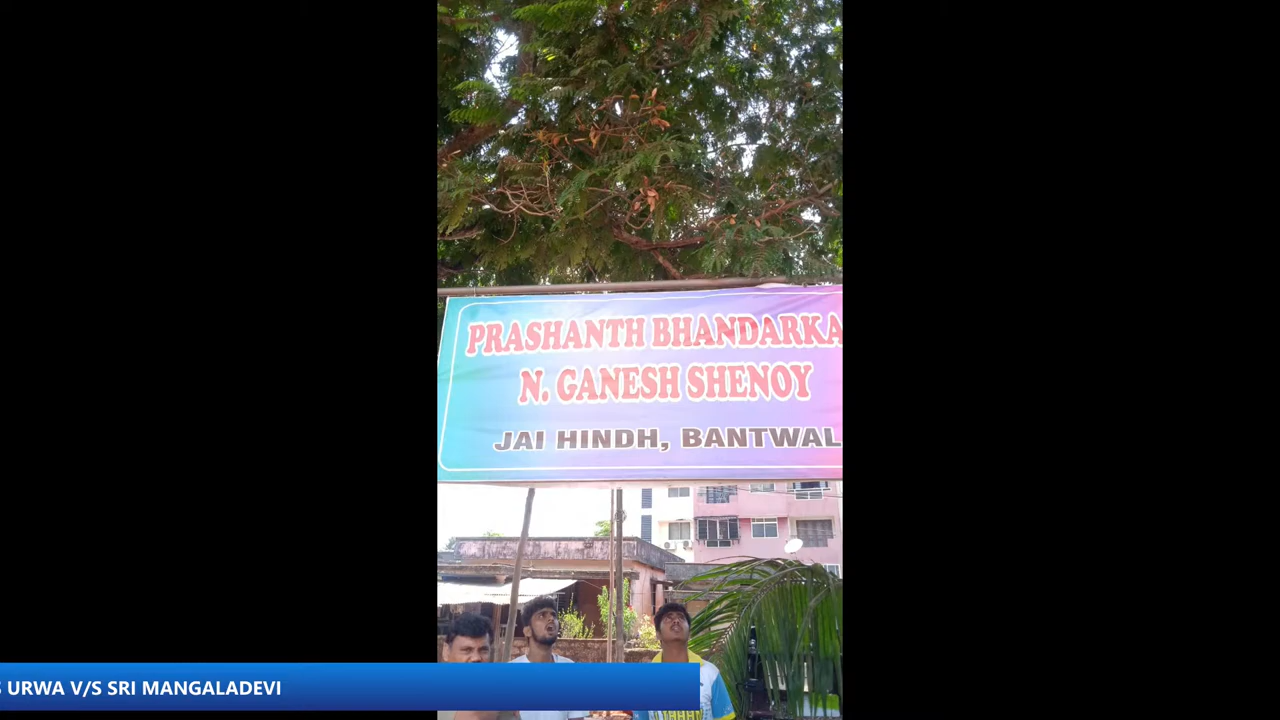 PRASHANTH BHANDARKA
N. GANESH SHENOY
JAI HINDH, BANTWAL
S URWA V/S SRI MANGALADEVI